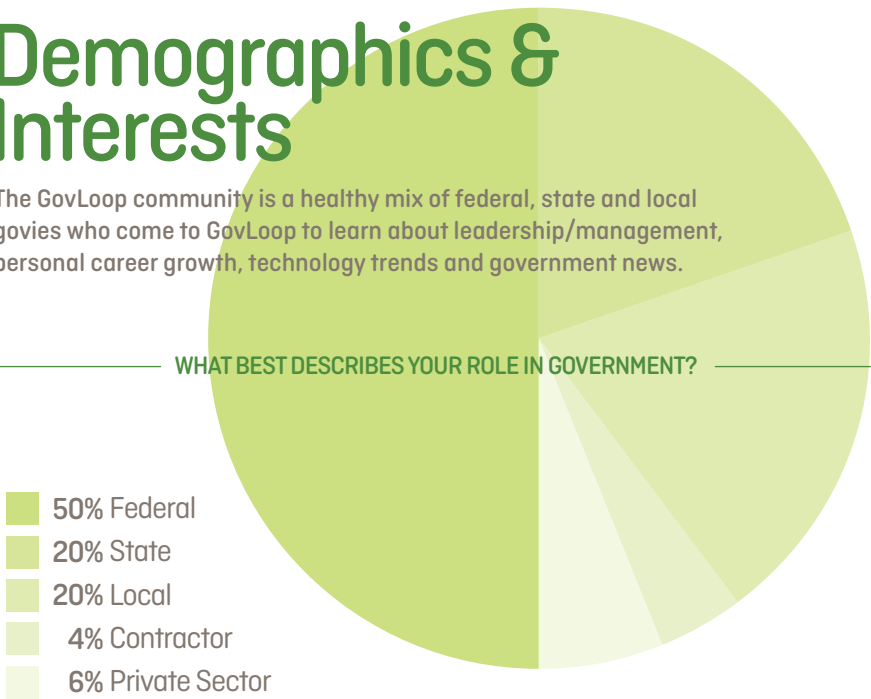 Demographics &
Interests
The GovLoop community is a healthy mix of federal, state and local
govies who come to GovLoop to learn about leadership/management,
personal career growth, technology trends and government news.
WHAT BEST DESCRIBES YOUR ROLE IN GOVERNMENT?
50% Federal
20% State
20% Local
4% Contractor
6% Private Sector